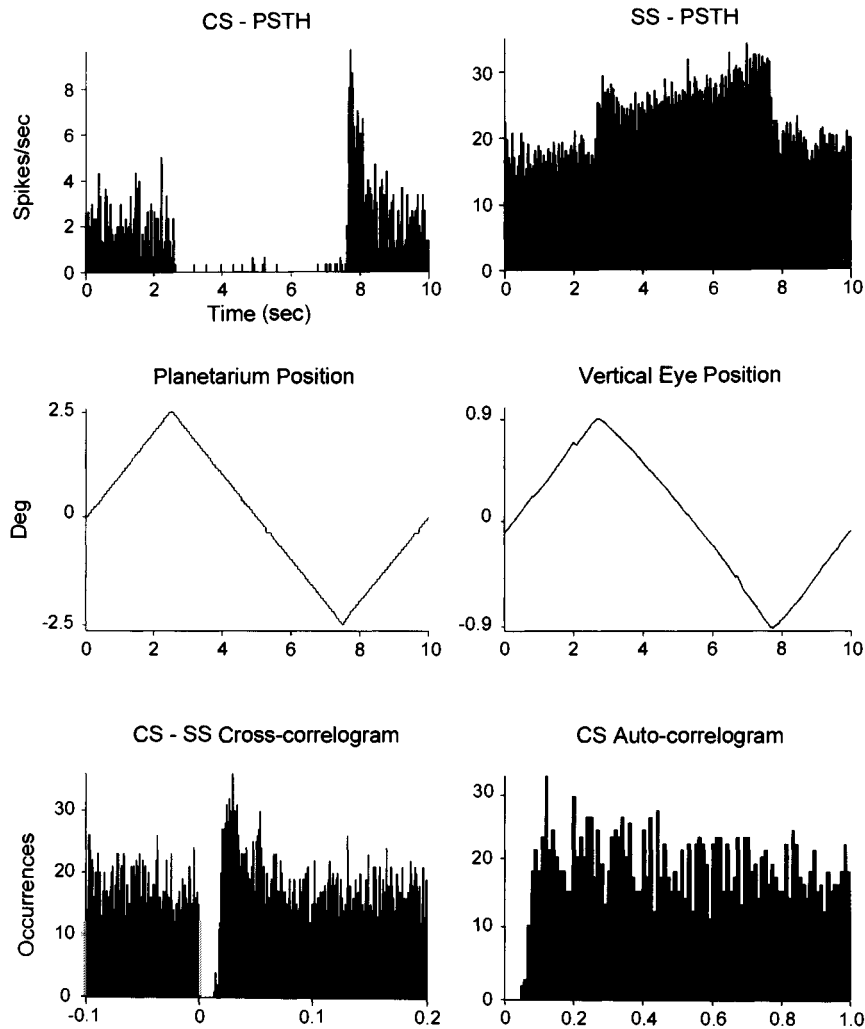 CS - PSTH
SS - PSTH
Spikes/sec
8
6
4
2
0
0 2 4 6 8 10
Time (sec)
30
20
10
0
0 2 4 6 8 10
Planetarium Position
Vertical Eye Position
Deg
2.5
0
-2.5
0 2 4 6 8 10
0.9
0
-0.9
0 2 4 6 8 10
CS - SS Cross-correlogram
CS Auto-correlogram
Occurrences
30
20
10
0
-0.1 0 0.1 0.2
30
20
10
0
0 0.2 0.4 0.6 0.8 1.0